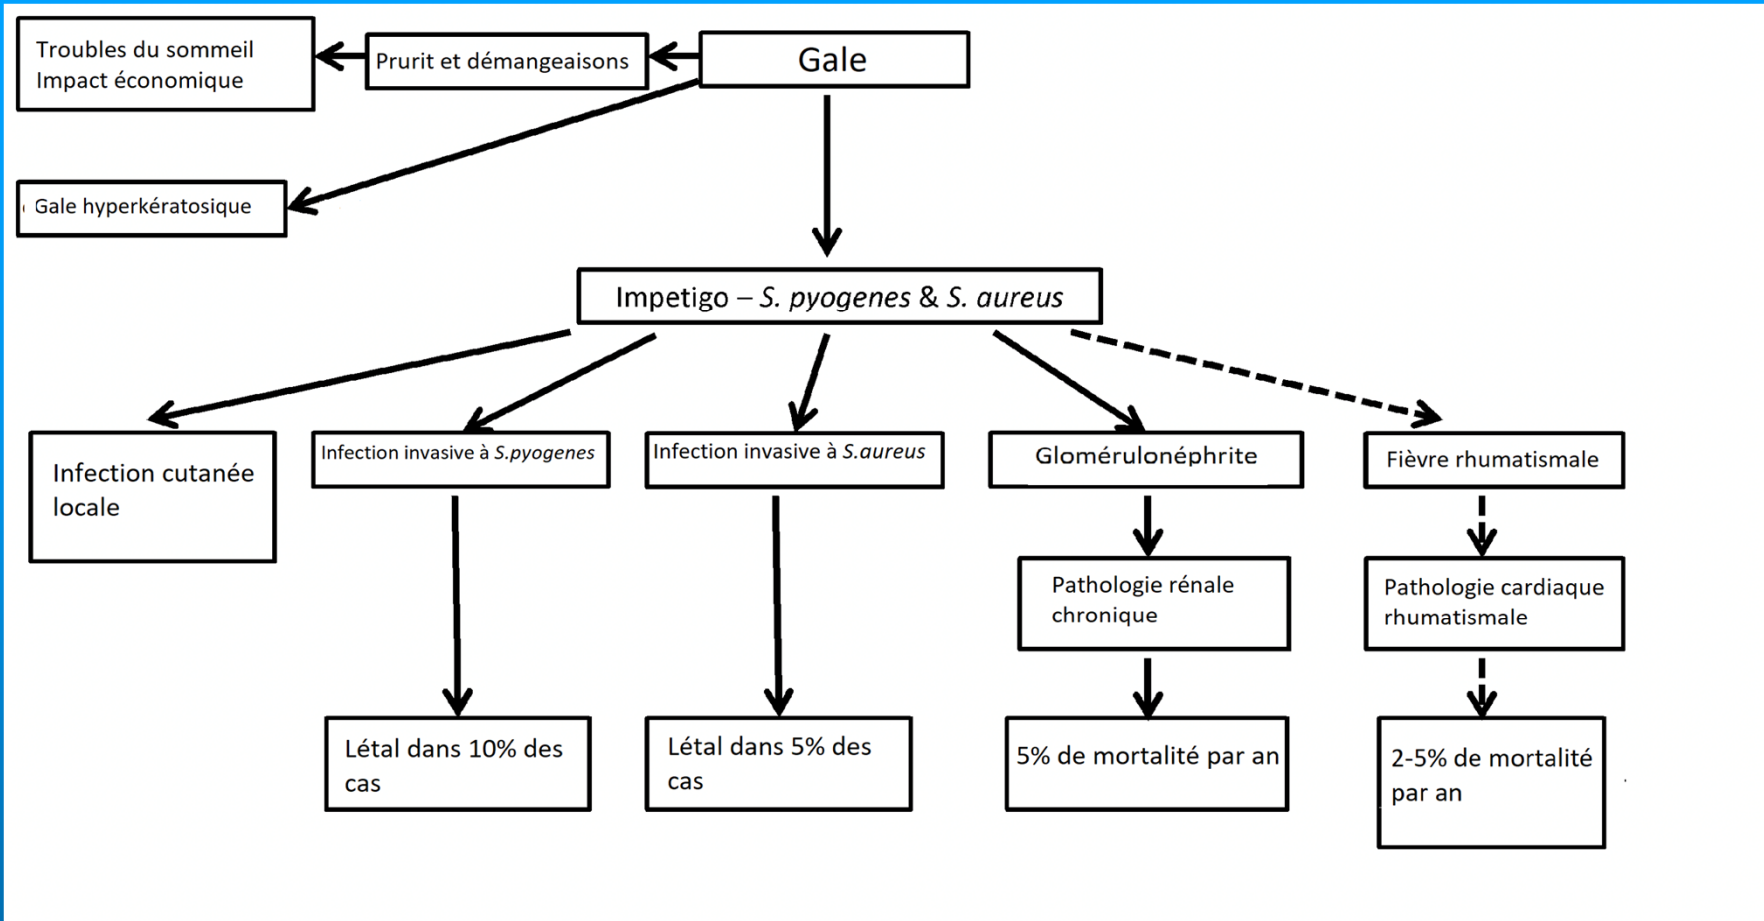 Troubles du sommeil
Impact économique
Prurit et démangeaisons
Gale
Gale hyperkératosique
Impetigo – S. pyogenes & S. aureus
Infection cutanée
locale
Infection invasive à S.pyogenes
Infection invasive à S.aureus
Glomérulonéphrite
Fièvre rhumatismale
Pathologie rénale
chronique
Pathologie cardiaque
rhumatismale
Létal dans 10% des
cas
Létal dans 5% des
cas
5% de mortalité par an
2-5% de mortalité
par an